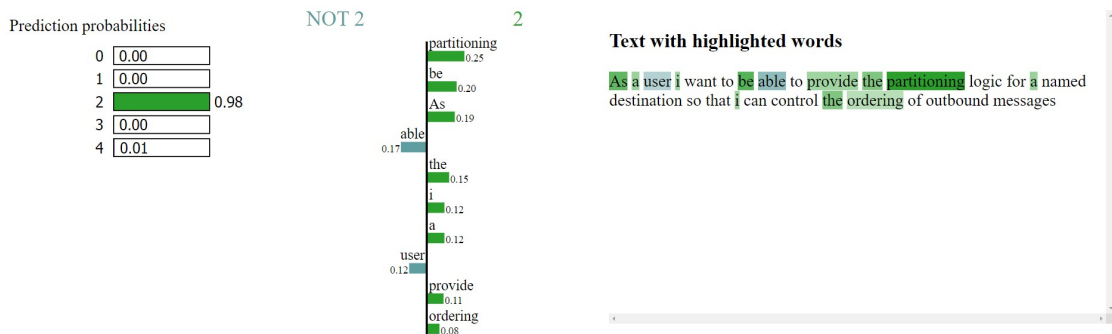 Prediction probabilities
0 0.00
1 0.00
2 0.98
3 0.00
4 0.01
NOT 2 2
partitioning
0.25
be
0.20
As
0.19
able
0.17
the
0.15
i
0.12
a
0.12
user
0.12
provide
0.11
ordering
0.08
Text with highlighted words
As a user i want to be able to provide the partitioning logic for a named
destination so that i can control the ordering of outbound messages